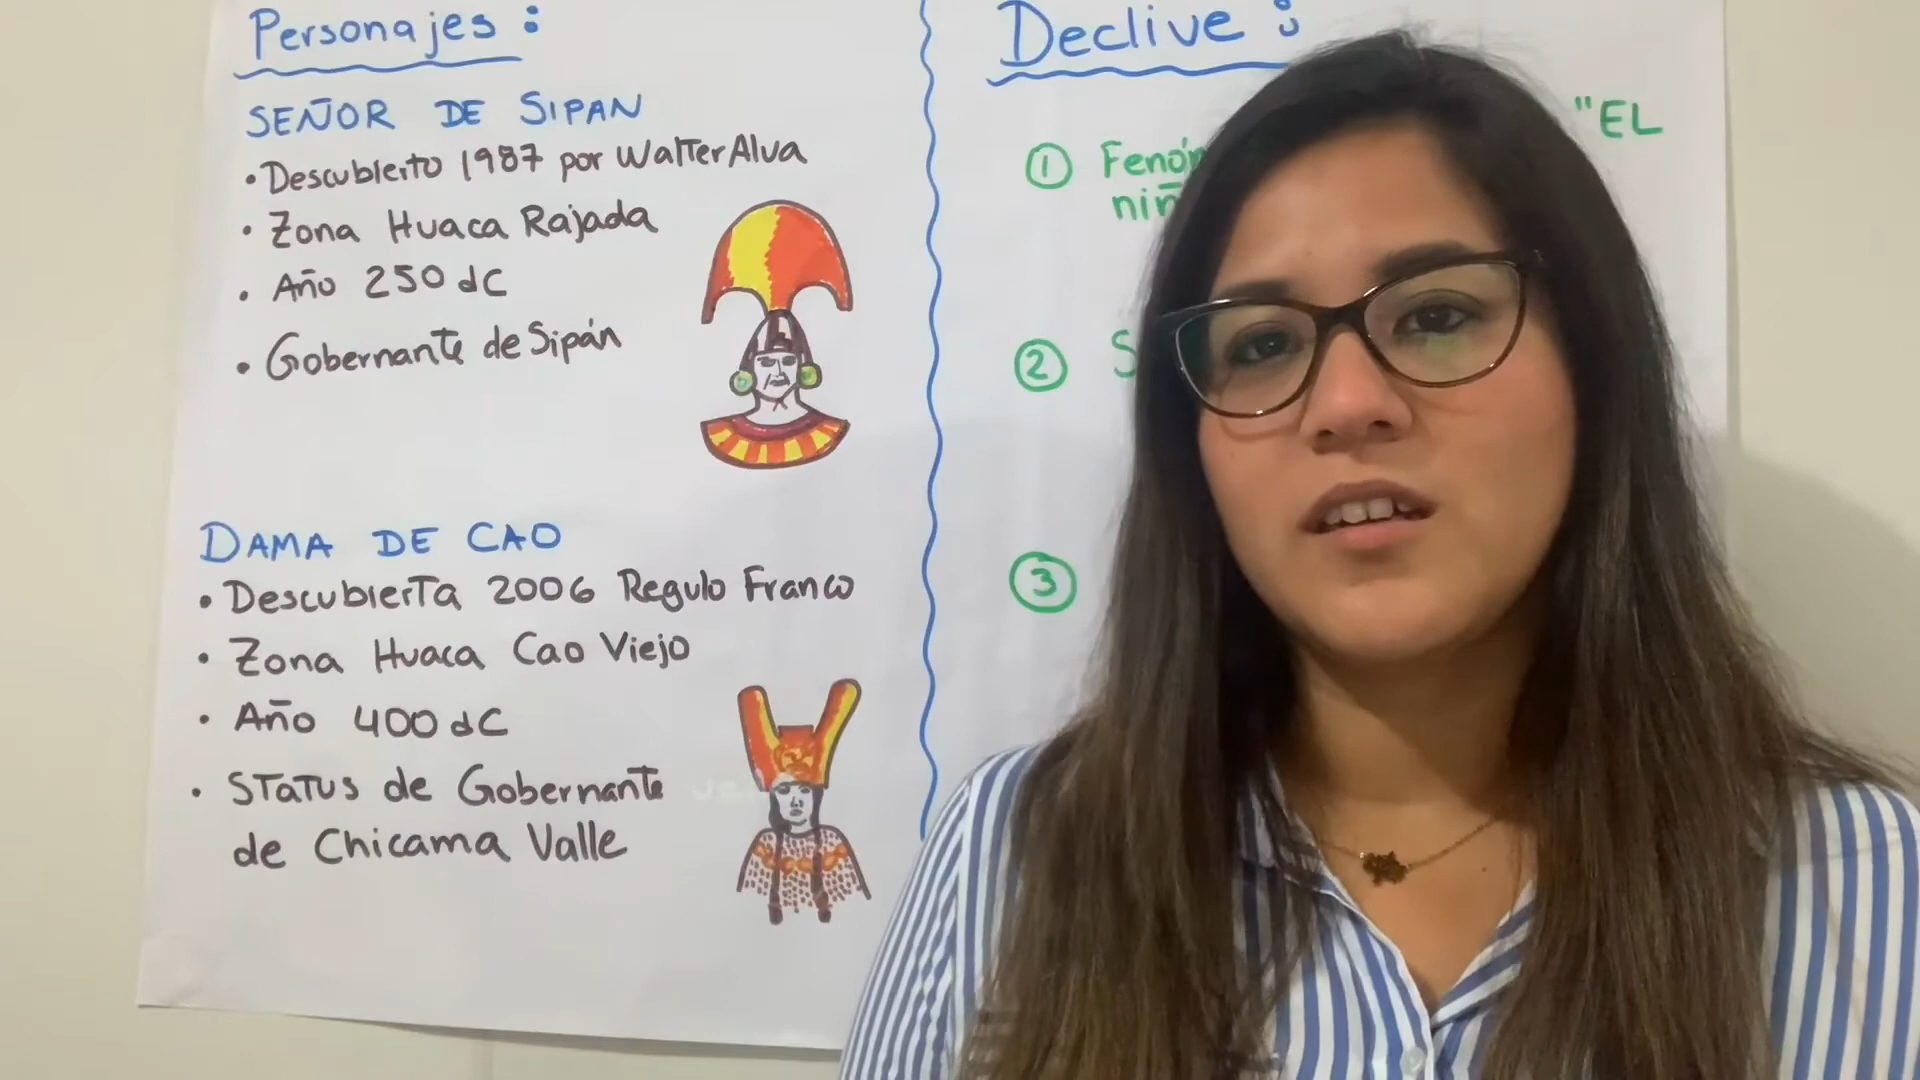 Personajes:
SEÑOR DE SIPAN
• Descubierto 1987 por Walter Alva
• Zona Huaca Rajada
• Año 250 dC
• Gobernante de Sipán
DAMA DE CAO
• Descubierta 2006 Regulo Franco
• Zona Huaca Cao Viejo
• Año 400 dC
• Status de Gobernante
de Chicama Valle
Declive:
① "EL
②
③